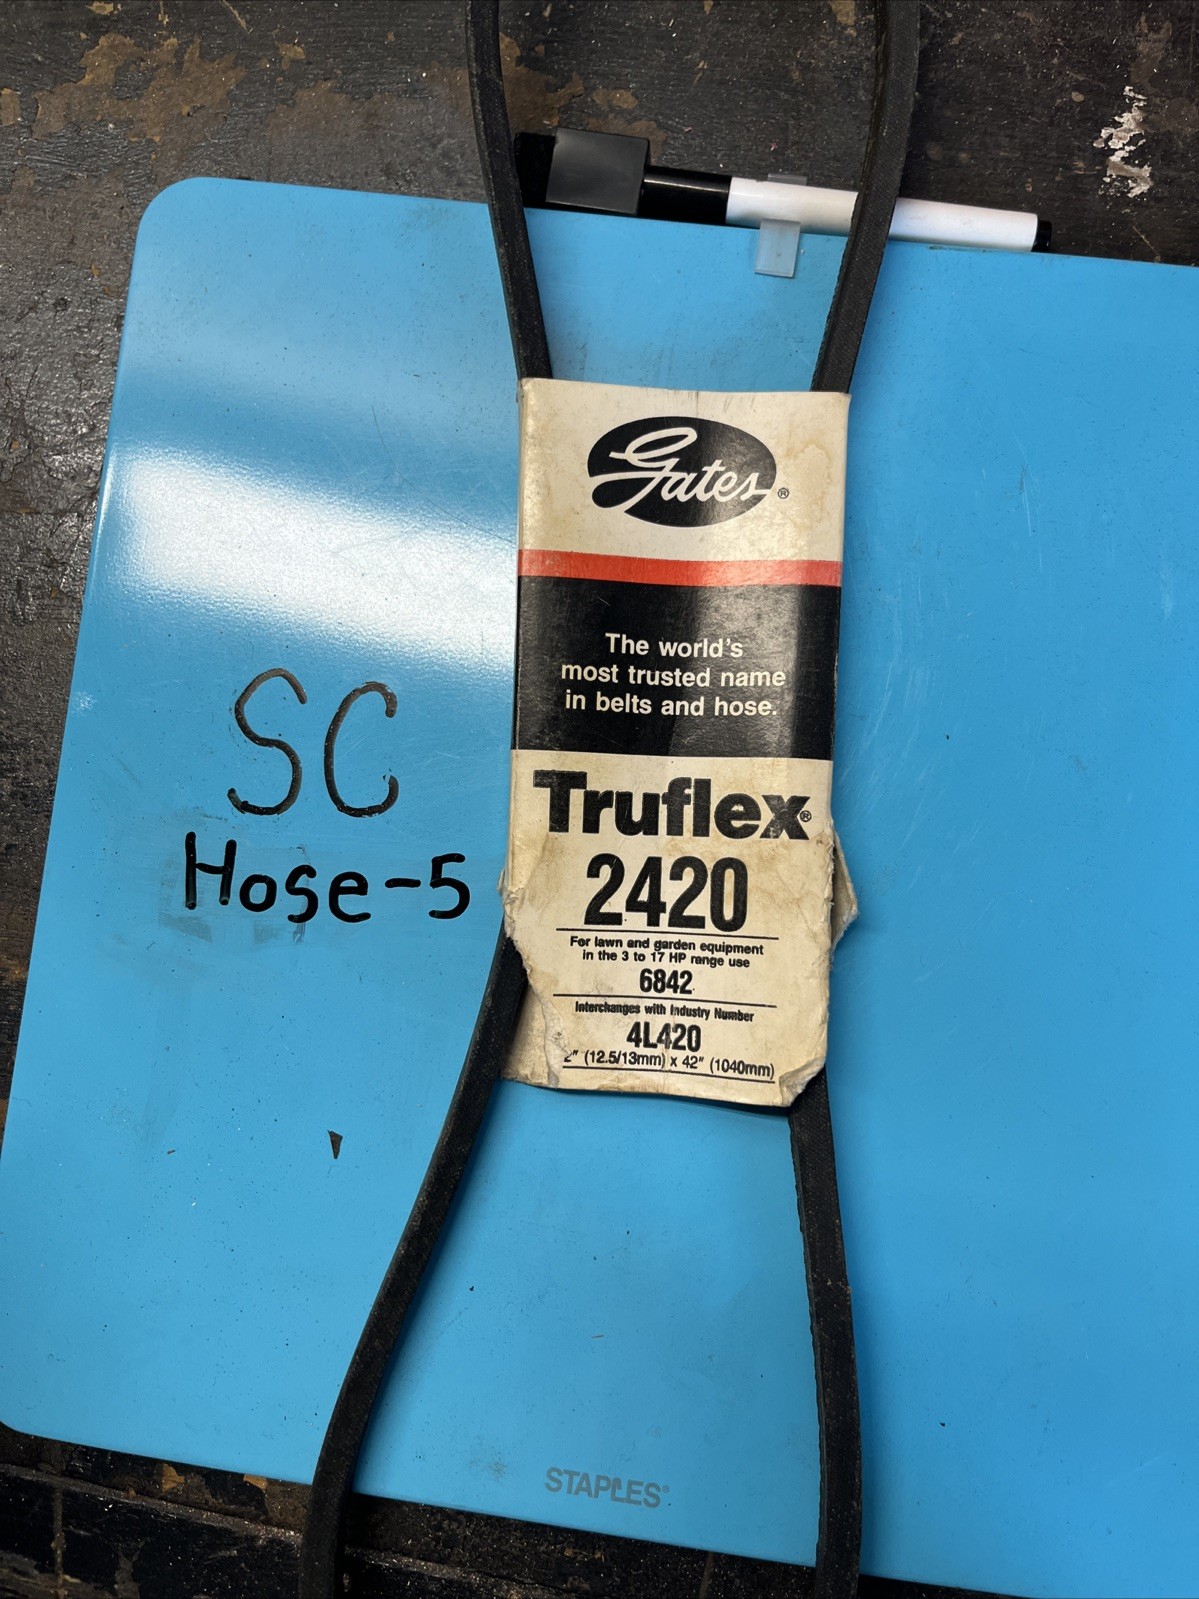 Gates®
The world's
most trusted name
in belts and hose.
Truflex®
2420
For lawn and garden equipment
in the 3 to 17 HP range use
6842
Interchanges with Industry Number
4L420
2" (12.5/13mm) x 42" (1040mm)
SC
Hose-5
STAPLES®